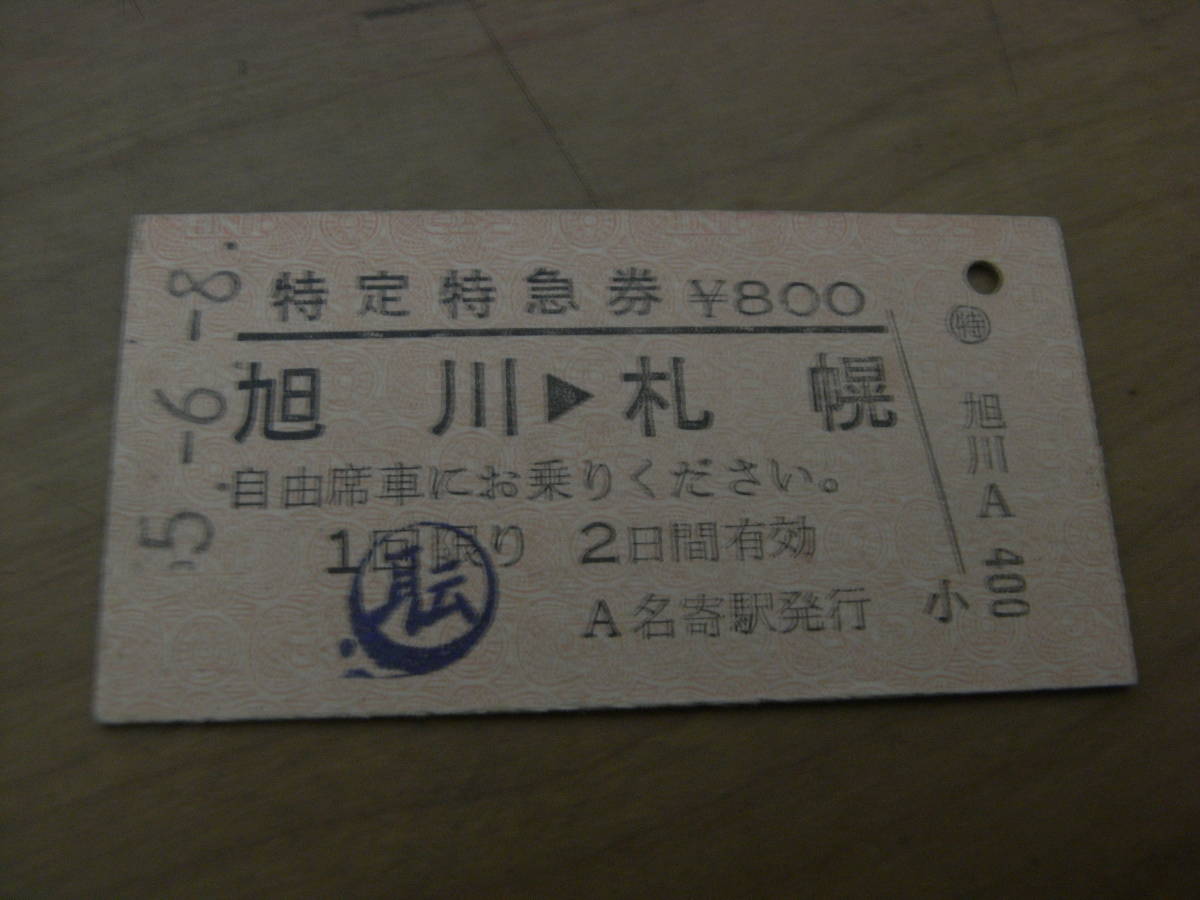 特定特急券 ¥800
旭川▶札幌
自由席車にお乗りください。
1回限り 2日間有効
A名寄駅発行
小
㊕
旭川A
400
55-6.-8